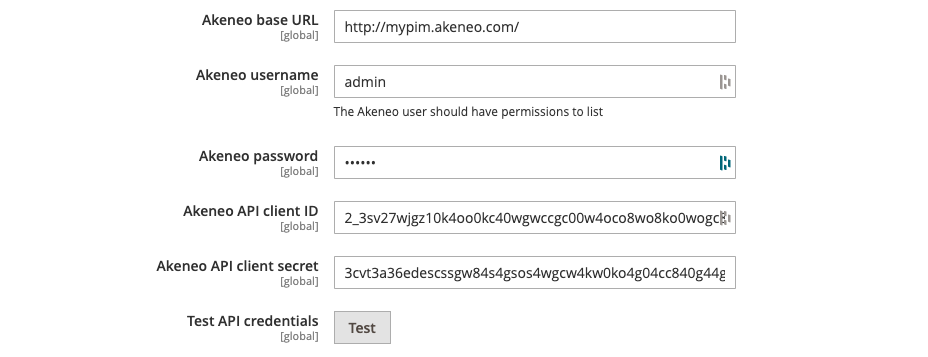 Akeneo base URL
[global]
http://mypim.akeneo.com/
Akeneo username
[global]
admin
The Akeneo user should have permissions to list
Akeneo password
[global]
••••••
Akeneo API client ID
[global]
2_3sv27wjgz10k4oo0kc40wgwccgc00w4oco8wo8ko0wogc
Akeneo API client secret
[global]
3cvt3a36edescssgw84s4gsos4wgcw4kw0ko4g04cc840g44g
Test API credentials
[global]
Test